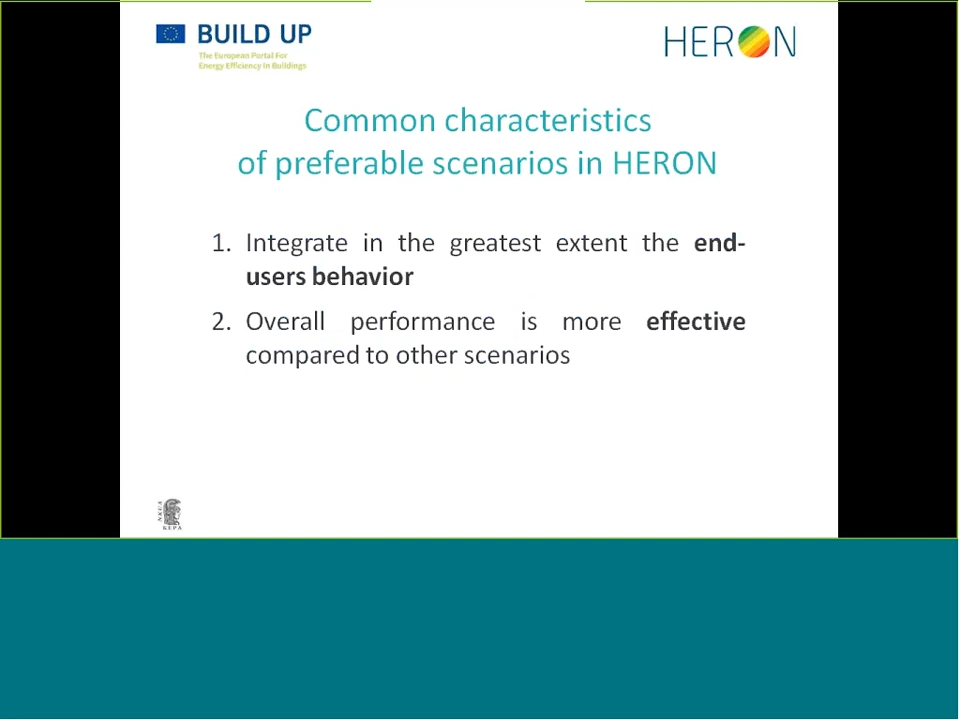 BUILD UP
The European Portal For
Energy Efficiency in Buildings
HERON
Common characteristics
of preferable scenarios in HERON
1. Integrate in the greatest extent the end-
users behavior
2. Overall performance is more effective
compared to other scenarios
KEPA